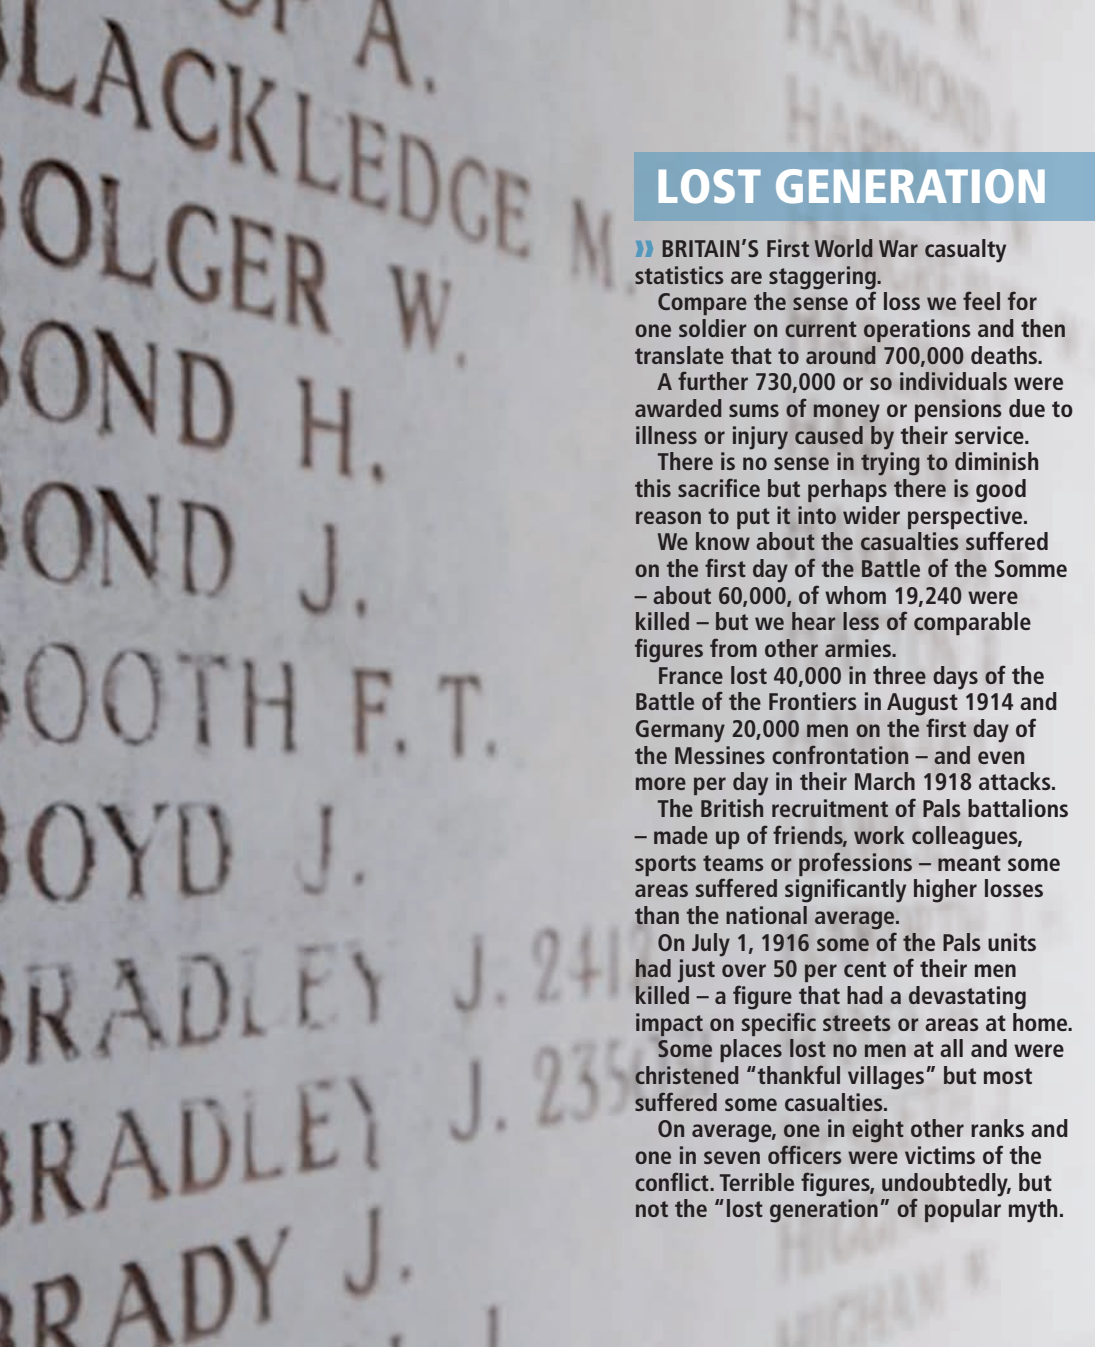 A.
LACKLEDGE M.
OLGER W.
OND H.
OND J.
OOTH F. T.
OYD J.
BRADLEY J. 2412
BRADLEY J. 235
BRADY J.
HAMMOND
HIGHAM
LOST GENERATION
» BRITAIN’S First World War casualty
statistics are staggering.
Compare the sense of loss we feel for
one soldier on current operations and then
translate that to around 700,000 deaths.
A further 730,000 or so individuals were
awarded sums of money or pensions due to
illness or injury caused by their service.
There is no sense in trying to diminish
this sacrifice but perhaps there is good
reason to put it into wider perspective.
We know about the casualties suffered
on the first day of the Battle of the Somme
– about 60,000, of whom 19,240 were
killed – but we hear less of comparable
figures from other armies.
France lost 40,000 in three days of the
Battle of the Frontiers in August 1914 and
Germany 20,000 men on the first day of
the Messines confrontation – and even
more per day in their March 1918 attacks.
The British recruitment of Pals battalions
– made up of friends, work colleagues,
sports teams or professions – meant some
areas suffered significantly higher losses
than the national average.
On July 1, 1916 some of the Pals units
had just over 50 per cent of their men
killed – a figure that had a devastating
impact on specific streets or areas at home.
Some places lost no men at all and were
christened “thankful villages” but most
suffered some casualties.
On average, one in eight other ranks and
one in seven officers were victims of the
conflict. Terrible figures, undoubtedly, but
not the “lost generation” of popular myth.